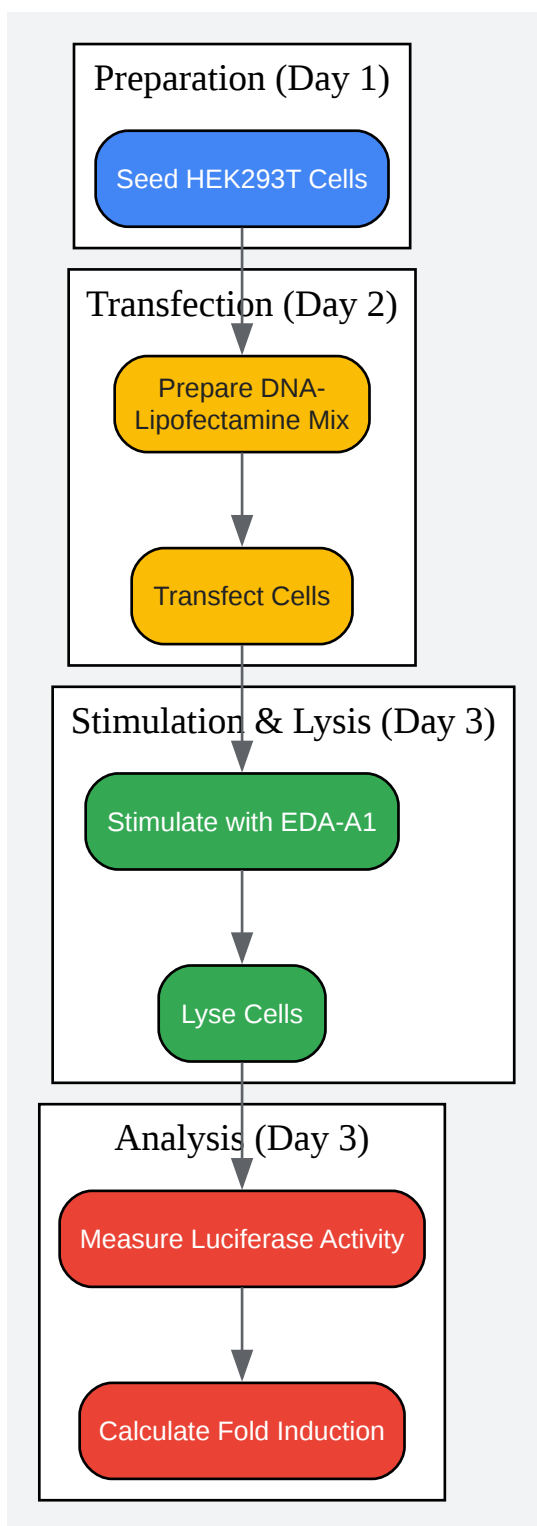 Preparation (Day 1)
Seed HEK293T Cells
Transfection (Day 2)
Prepare DNA-
Lipofectamine Mix
Transfect Cells
Stimulation & Lysis (Day 3)
Stimulate with EDA-A1
Lyse Cells
Analysis (Day 3)
Measure Luciferase Activity
Calculate Fold Induction